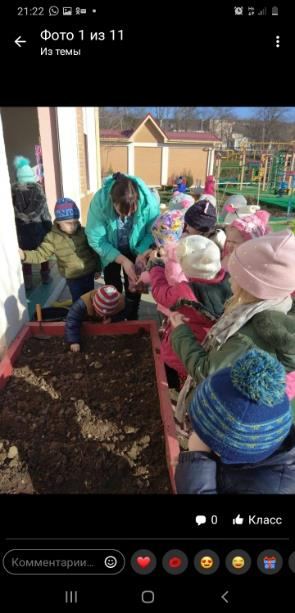 21:22
Фото 1 из 11
Из темы
0 Класс
Комментарии...